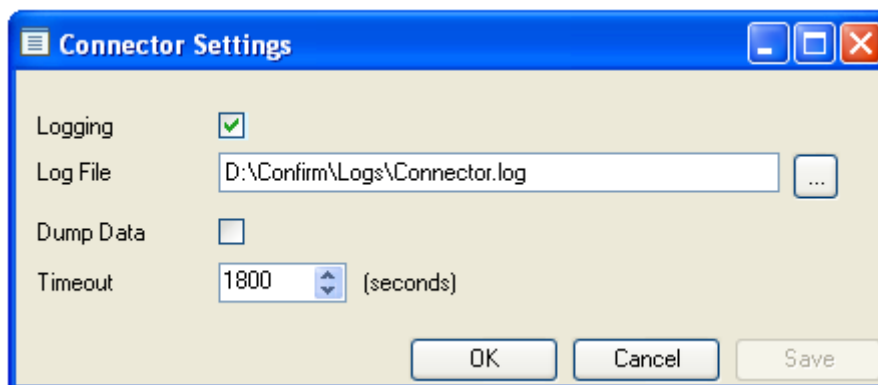 Connector Settings
Logging
Log File D:\Confirm\Logs\Connector.log ...
Dump Data
Timeout 1800 (seconds)
OK Cancel Save